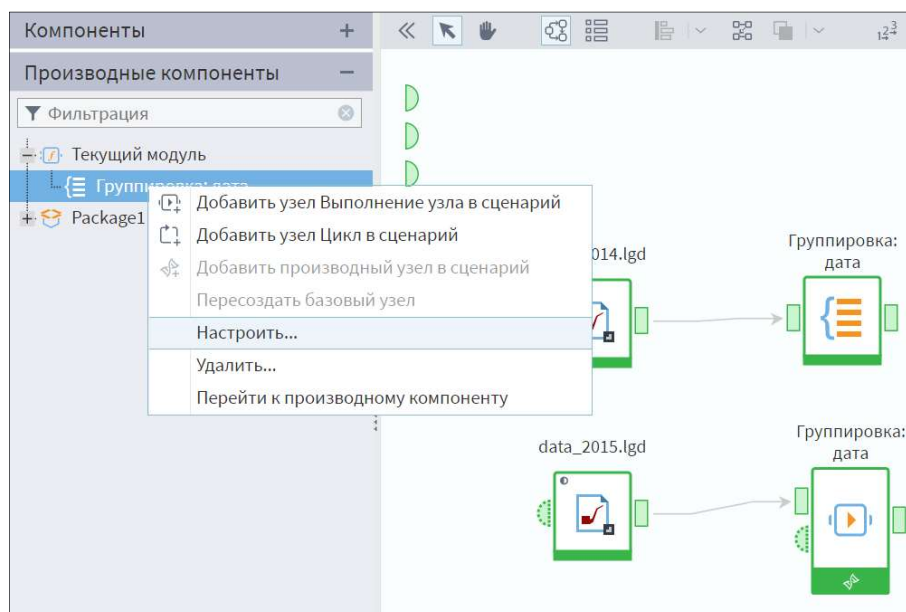 Компоненты
Производные компоненты
Фильтрация
Текущий модуль
Группировка: дата
Package1
Добавить узел Выполнение узла в сценарий
Добавить узел Цикл в сценарий
Добавить производный узел в сценарий
Пересоздать базовый узел
Настроить...
Удалить...
Перейти к производному компоненту
014.lgd
Группировка:
дата
data_2015.lgd
Группировка:
дата